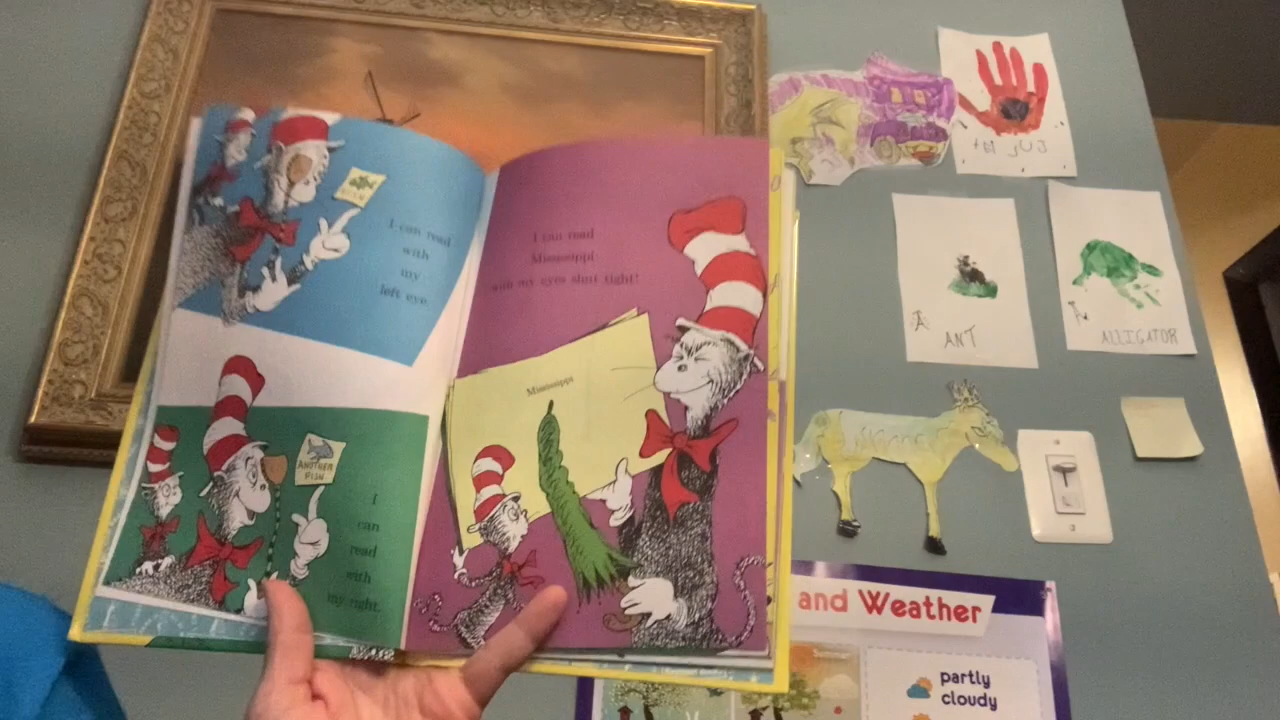 FISH
I can read
with
my
left eye.
ANOTHER
FISH
I
can
read
with
my right.
I can read
Mississippi
with my eyes shut tight!
Mississippi
A
ANT
A
ALLIGATOR
and Weather
partly
cloudy